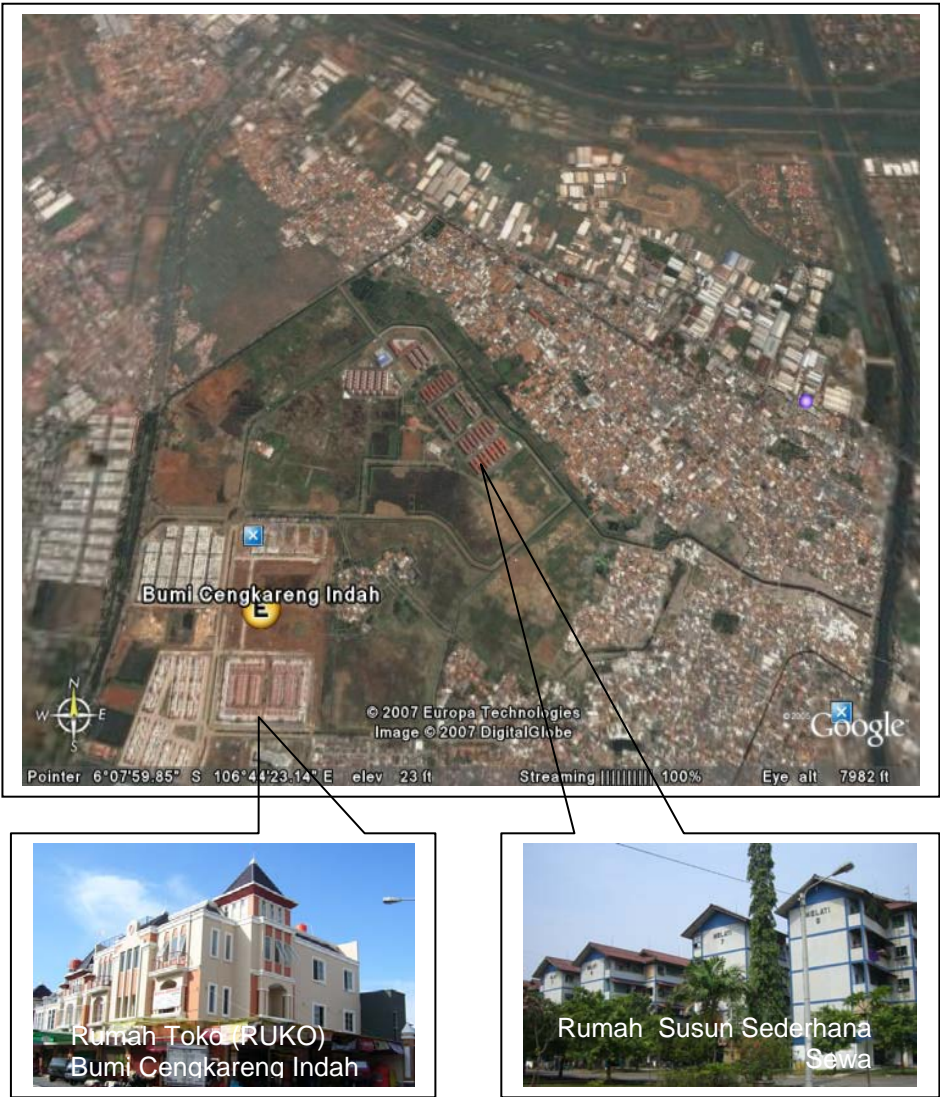 Bumi Cengkareng Indah
E
N
W E
S
© 2007 Europa Technologies
Image © 2007 DigitalGlobe
Google
Pointer 6°07'59.85" S 106°44'23.14" E elev 23 ft Streaming 100% Eye alt 7982 ft
Rumah Toko (RUKO)
Bumi Cengkareng Indah
MELATI
MELATI
Rumah Susun Sederhana
Sewa